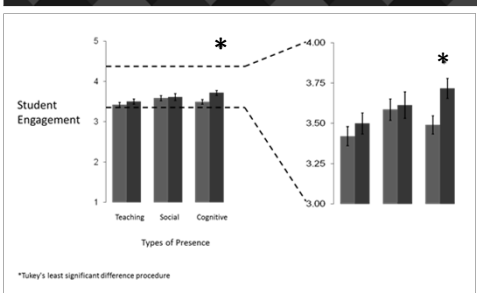 *
5
4
3
2
1
Student
Engagement
Teaching Social Cognitive
Types of Presence
*
4.00
3.75
3.50
3.25
3.00
*Tukey's least significant difference procedure